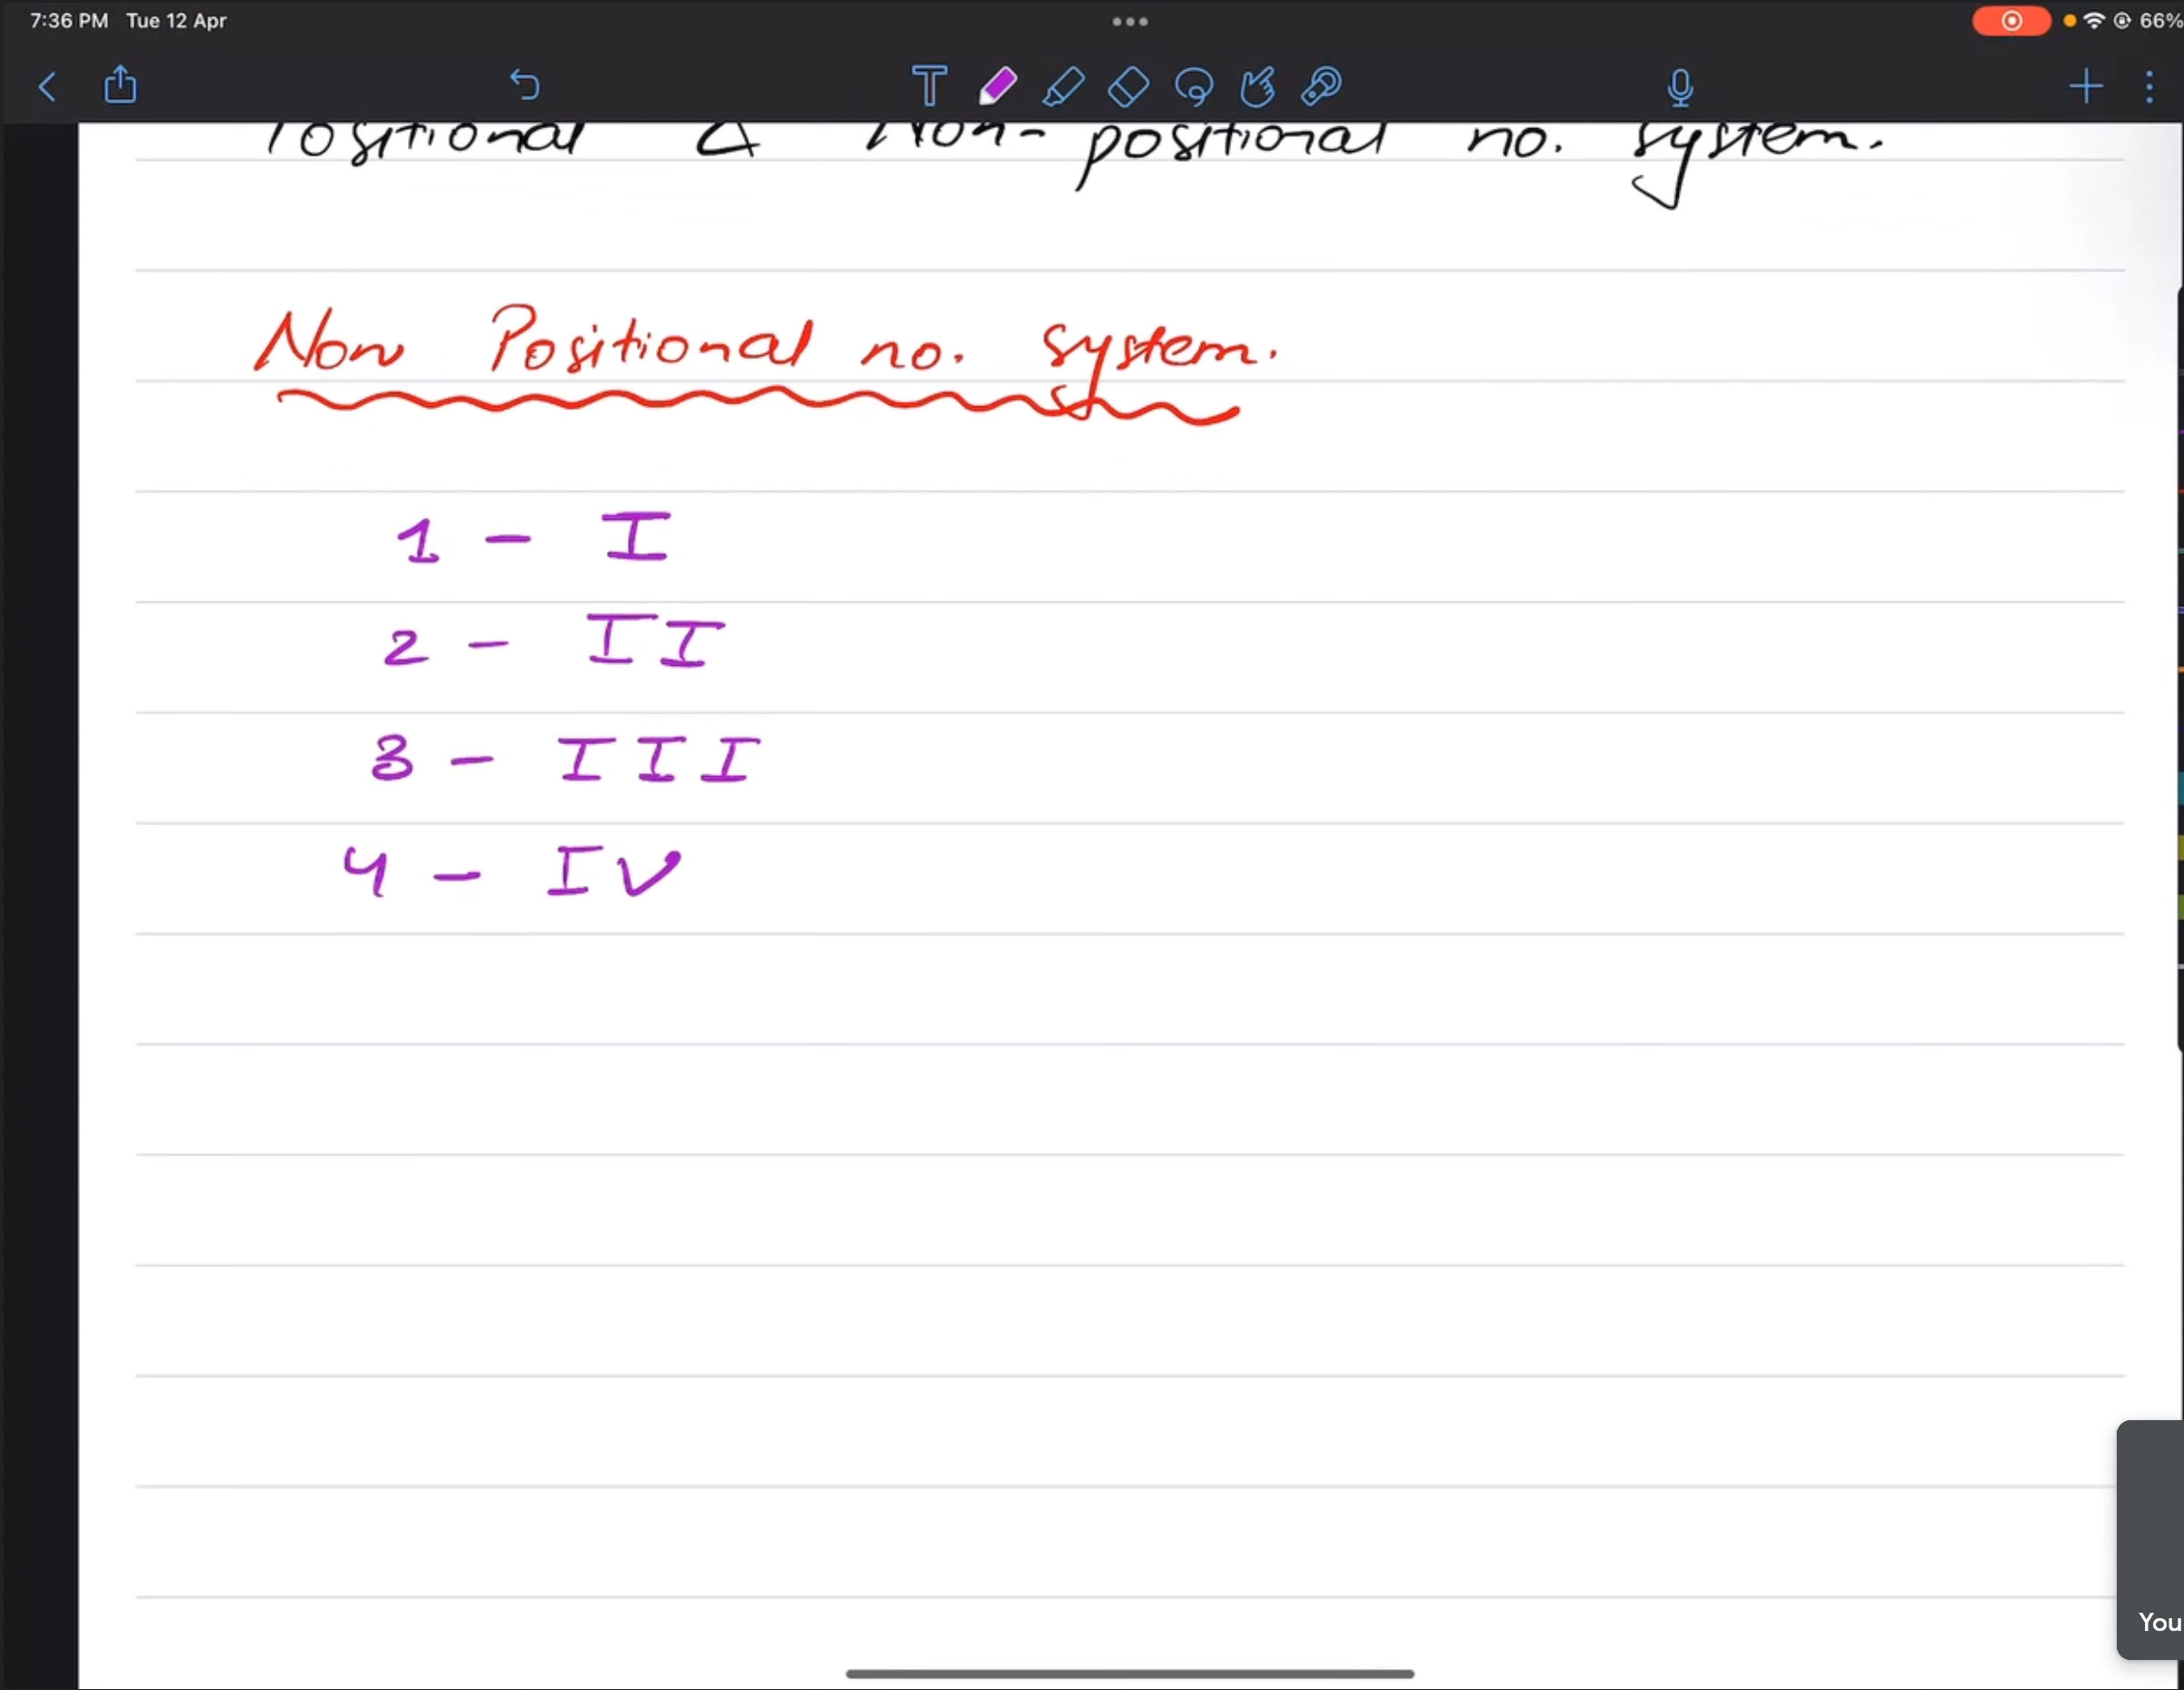 7:36 PM Tue 12 Apr
66%
Positional & Non-positional no. system.
Non Positional no. system.
1 - I
2 - II
3 - III
4 - IV
You